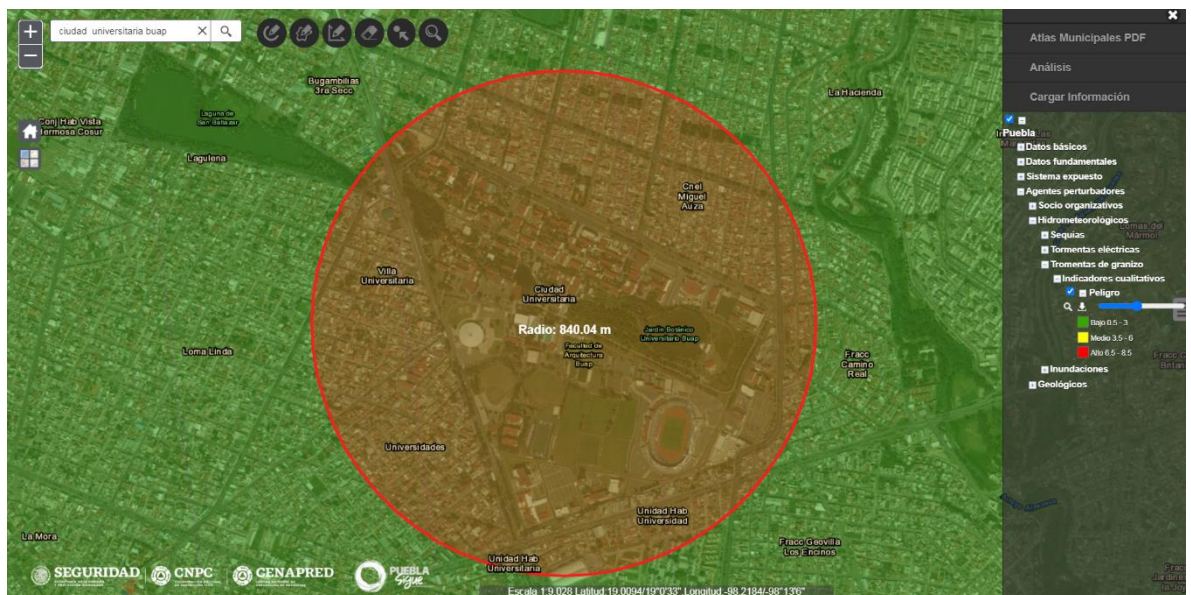 +
−
ciudad universitaria buap
×
Atlas Municipales PDF
Análisis
Cargar Información
Puebla
Datos básicos
Datos fundamentales
Sistema expuesto
Agentes perturbadores
Socio organizativos
Hidrometeorológicos
Sequias
Tormentas eléctricas
Tromentas de granizo
Indicadores cualitativos
Peligro
Bajo 0.5 - 3
Medio 3.5 - 6
Alto 6.5 - 8.5
Inundaciones
Geológicos
Bugambilias
3ra Secc
La Hacienda
Laguna de
San Baltazar
Conj Hab Vista
Hermosa Cosur
Lagulena
Cnel
Miguel
Auza
Lomas del
Mármol
Villa
Universitaria
Ciudad
Universitaria
Radio: 840.04 m
Jardín Botánico
Universitario Buap
Facultad de
Arquitectura
Buap
Loma Linda
Fracc
Camino
Real
Universidades
Unidad Hab
Universidad
La Mora
Unidad Hab
Universitaria
Fracc Geovilla
Los Encinos
SEGURIDAD
CNPC
CENAPRED
PUEBLA
Sigue
Escala 1:9,028 Latitud:19.0094/19°0'33" Longitud:-98.2184/-98°13'6"